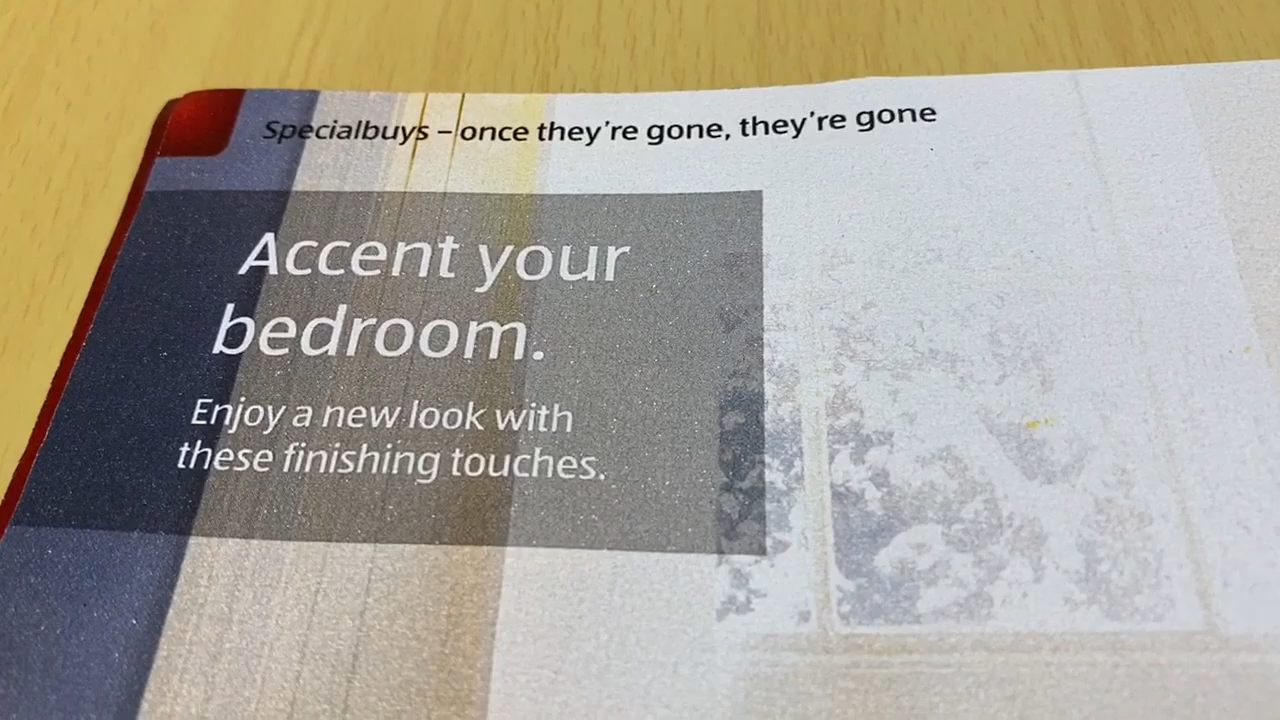 Specialbuys – once they're gone, they're gone
Accent your
bedroom.
Enjoy a new look with
these finishing touches.